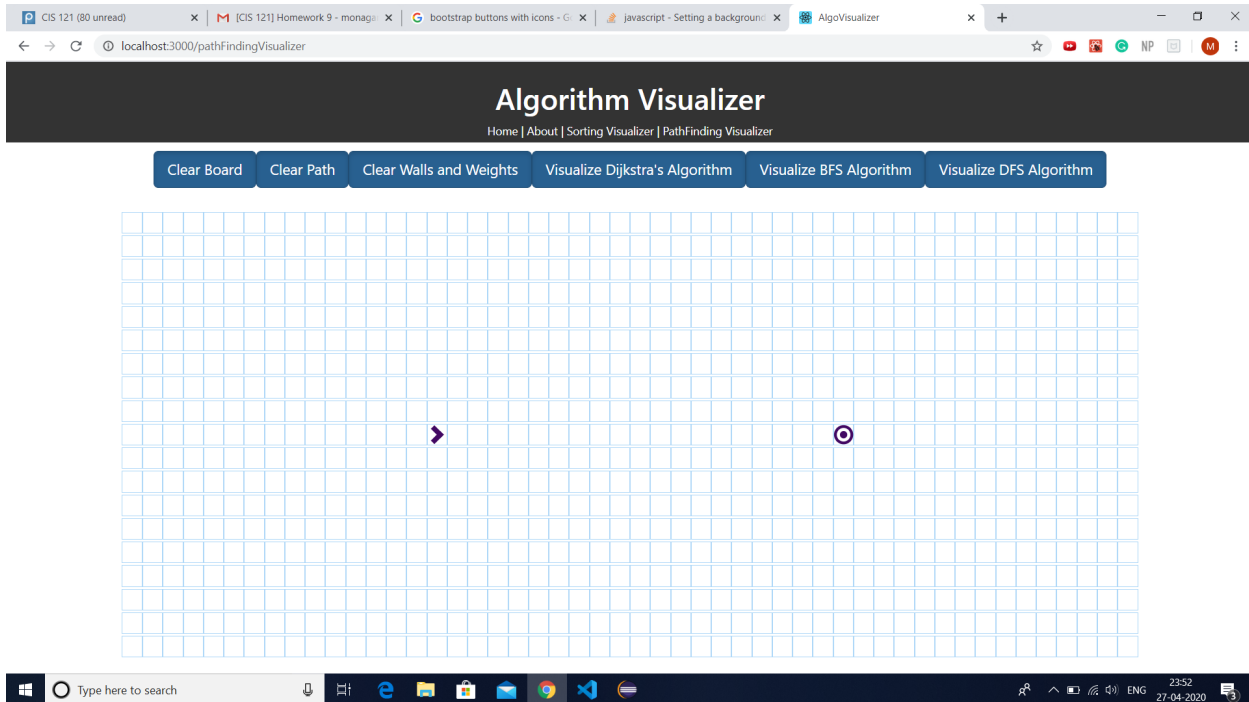 CIS 121 (80 unread)
[CIS 121] Homework 9 - monaga
bootstrap buttons with icons - G
javascript - Setting a background
AlgoVisualizer
localhost:3000/pathFindingVisualizer
NP
M
Algorithm Visualizer
Home | About | Sorting Visualizer | PathFinding Visualizer
Clear Board
Clear Path
Clear Walls and Weights
Visualize Dijkstra's Algorithm
Visualize BFS Algorithm
Visualize DFS Algorithm
Type here to search
ENG
23:52
27-04-2020
3